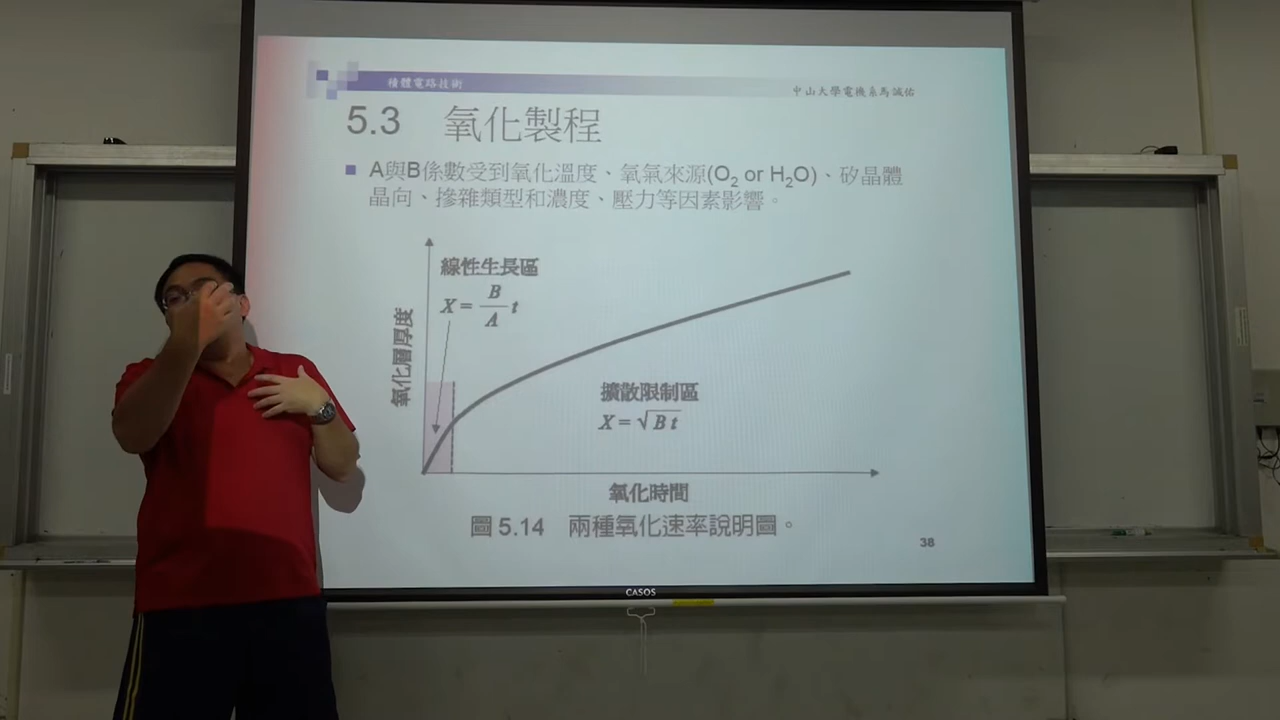 積體電路技術
中山大學電機系馬誠佑
5.3 氧化製程
A與B係數受到氧化溫度、氧氣來源(O₂ or H₂O)、矽晶體
晶向、摻雜類型和濃度、壓力等因素影響。
線性生長區
X = B/A t
氧化層厚度
擴散限制區
X = √Bt
氧化時間
圖 5.14 兩種氧化速率說明圖。
38
CASOS